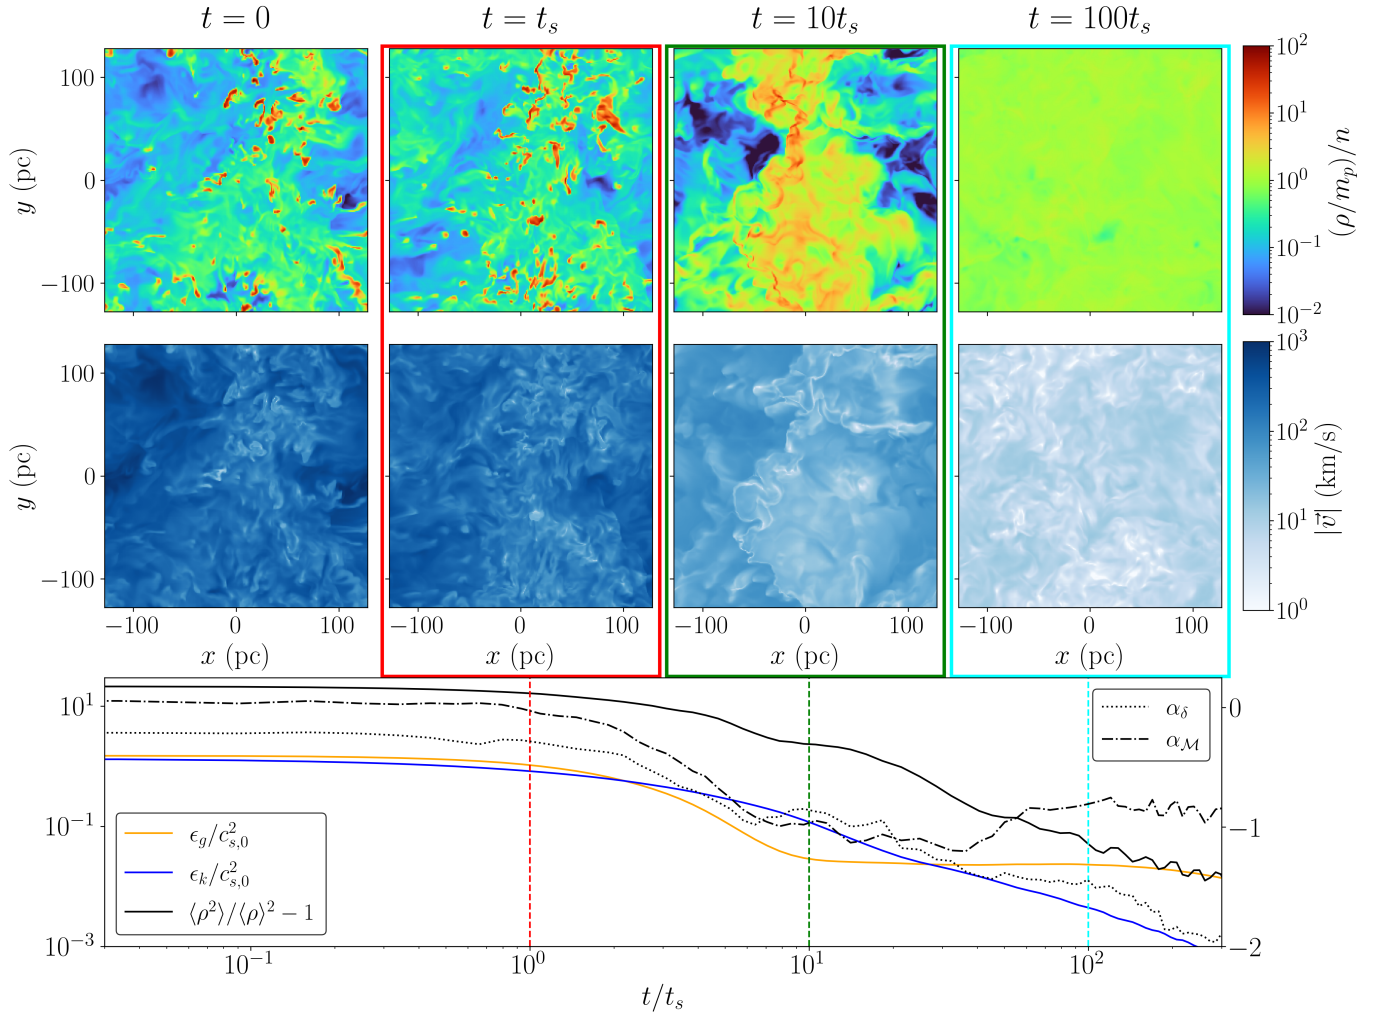 t = 0
t = t_s
t = 10t_s
t = 100t_s
100
0
−100
y (pc)
10^2
10^1
10^0
10^−1
10^−2
(ρ/m_p)/n
100
0
−100
y (pc)
−100 0 100
−100 0 100
−100 0 100
−100 0 100
x (pc)
x (pc)
x (pc)
x (pc)
10^3
10^2
10^1
10^0
|v⃗| (km/s)
10^1
10^−1
10^−3
ϵ_g/c_{s,0}^2
ϵ_k/c_{s,0}^2
⟨ρ^2⟩/⟨ρ⟩^2 − 1
α_δ
α_ℳ
0
−1
−2
10^−1 10^0 10^1 10^2
t/t_s